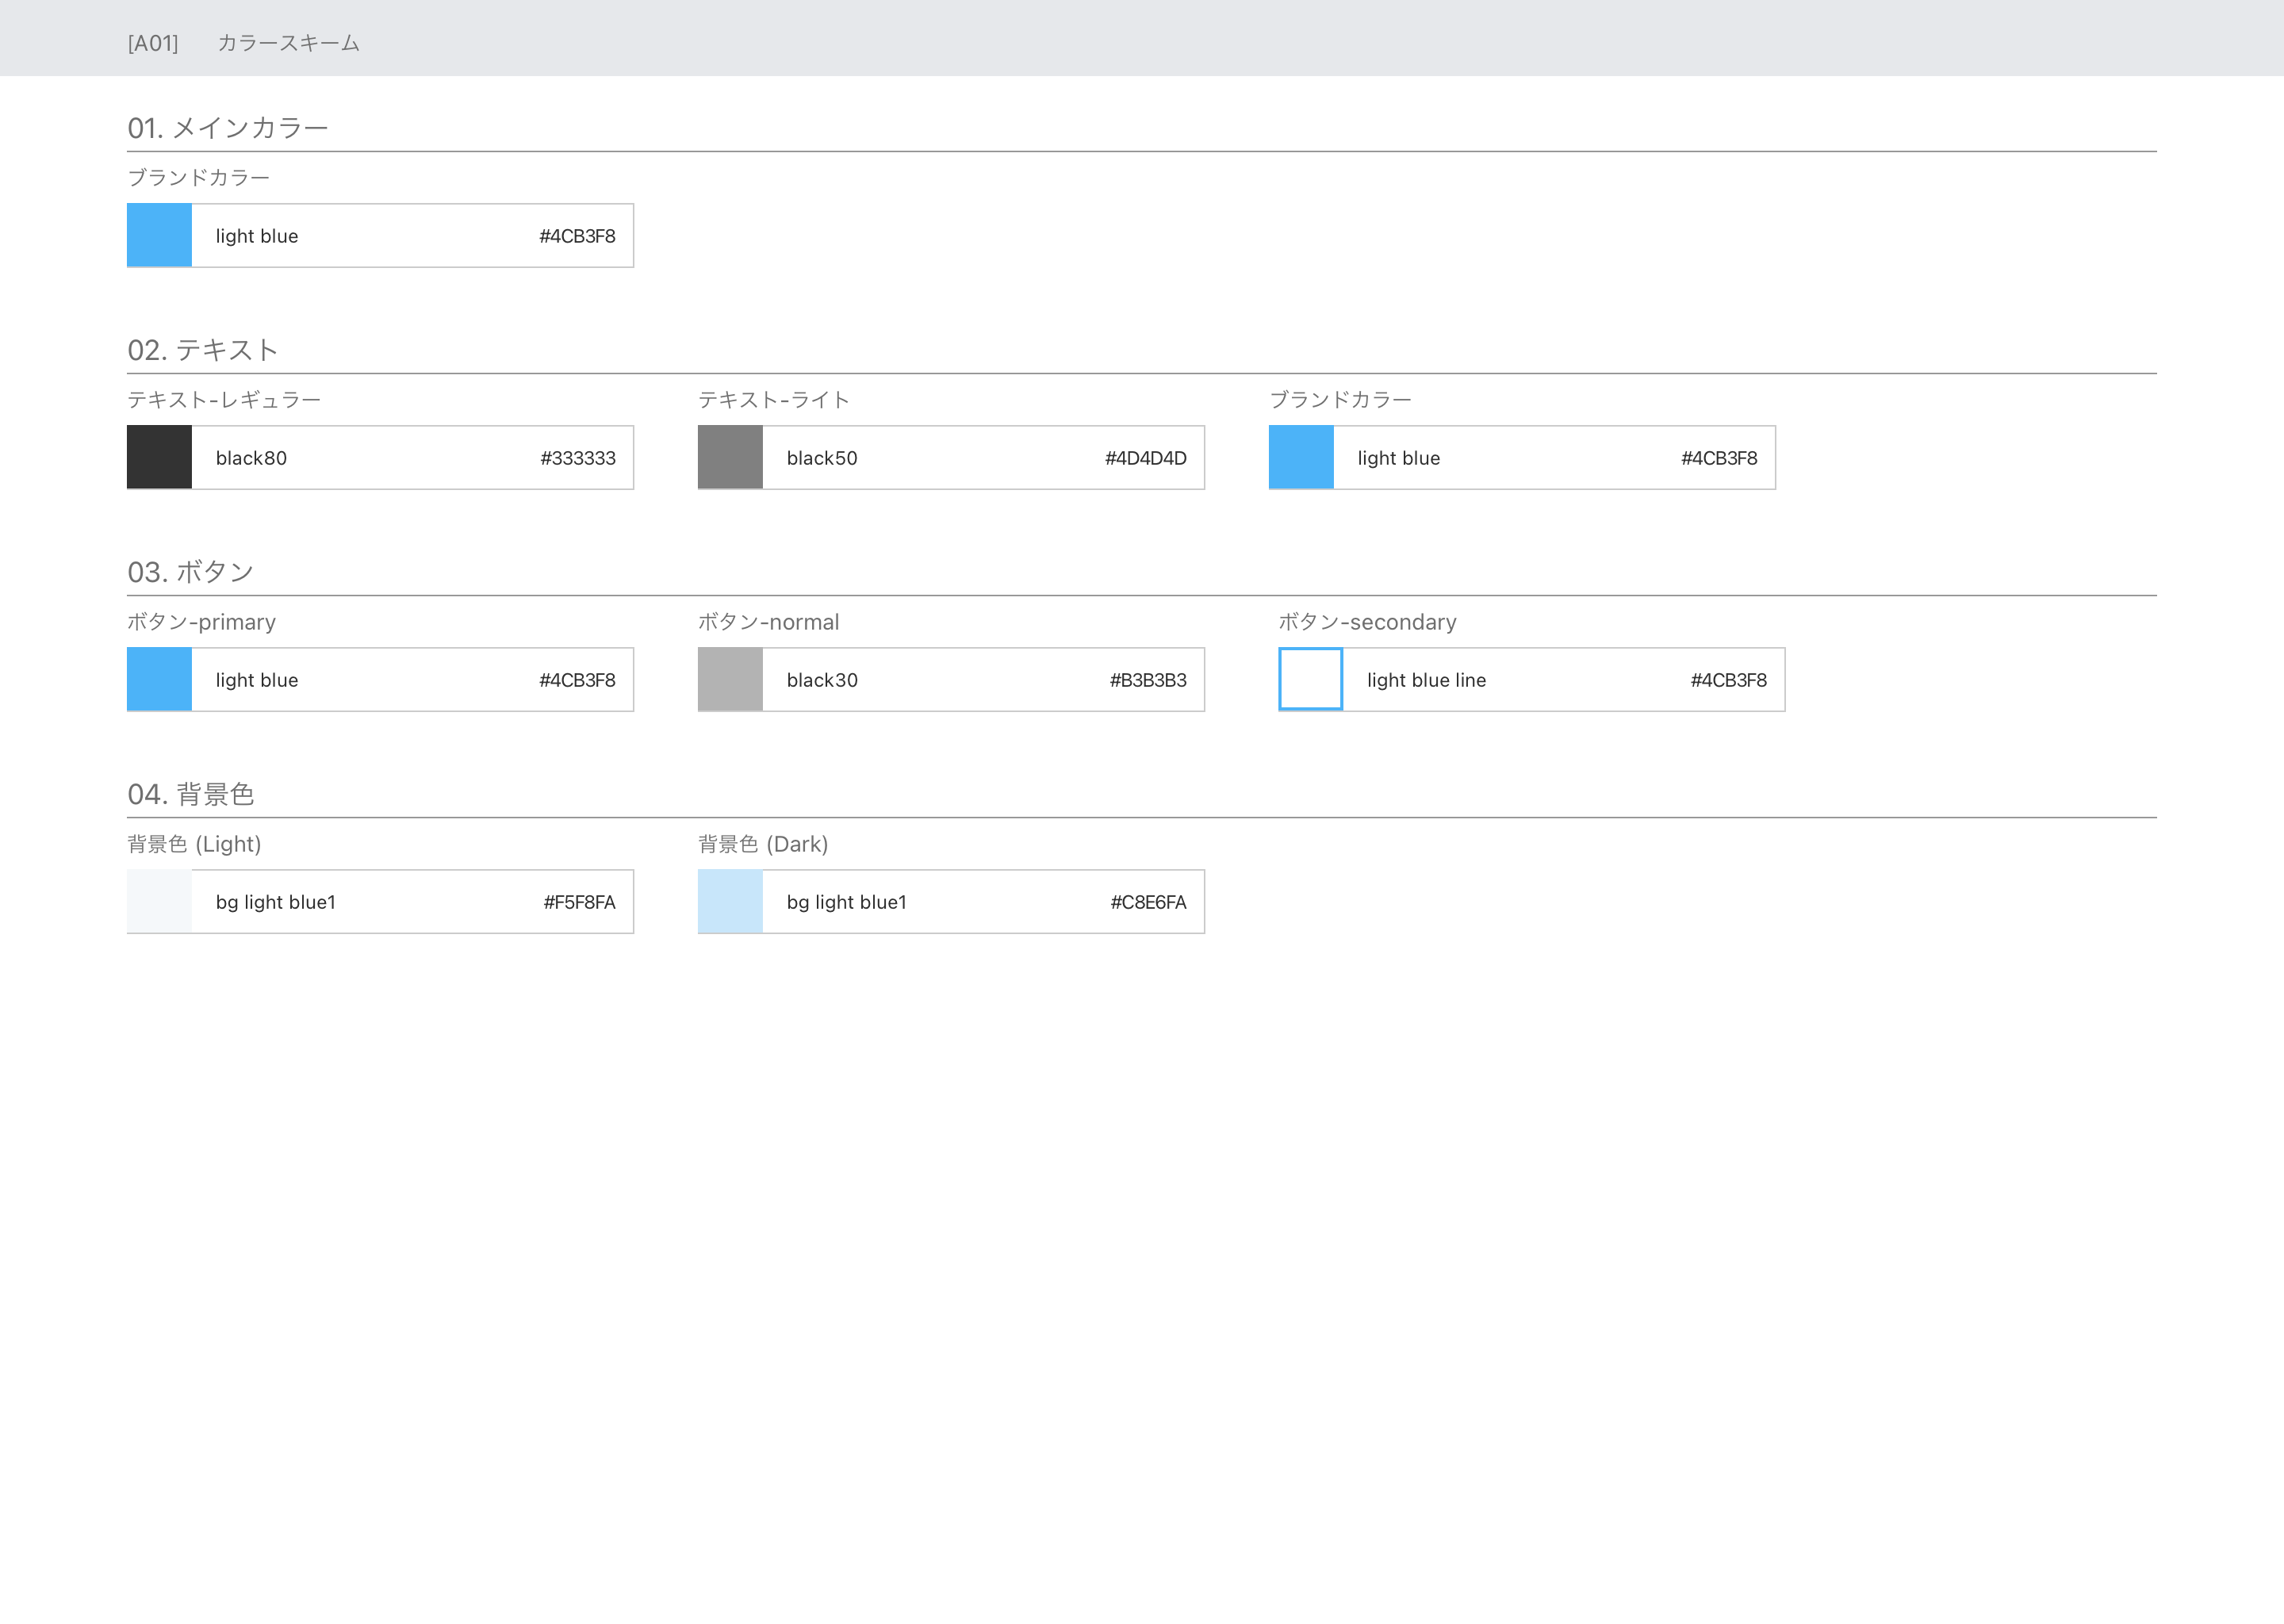 [A01] カラースキーム
01. メインカラー
ブランドカラー
light blue #4CB3F8
02. テキスト
テキスト-レギュラー テキスト-ライト ブランドカラー
black80 #333333 black50 #4D4D4D light blue #4CB3F8
03. ボタン
ボタン-primary ボタン-normal ボタン-secondary
light blue #4CB3F8 black30 #B3B3B3 light blue line #4CB3F8
04. 背景色
背景色 (Light) 背景色 (Dark)
bg light blue1 #F5F8FA bg light blue1 #C8E6FA